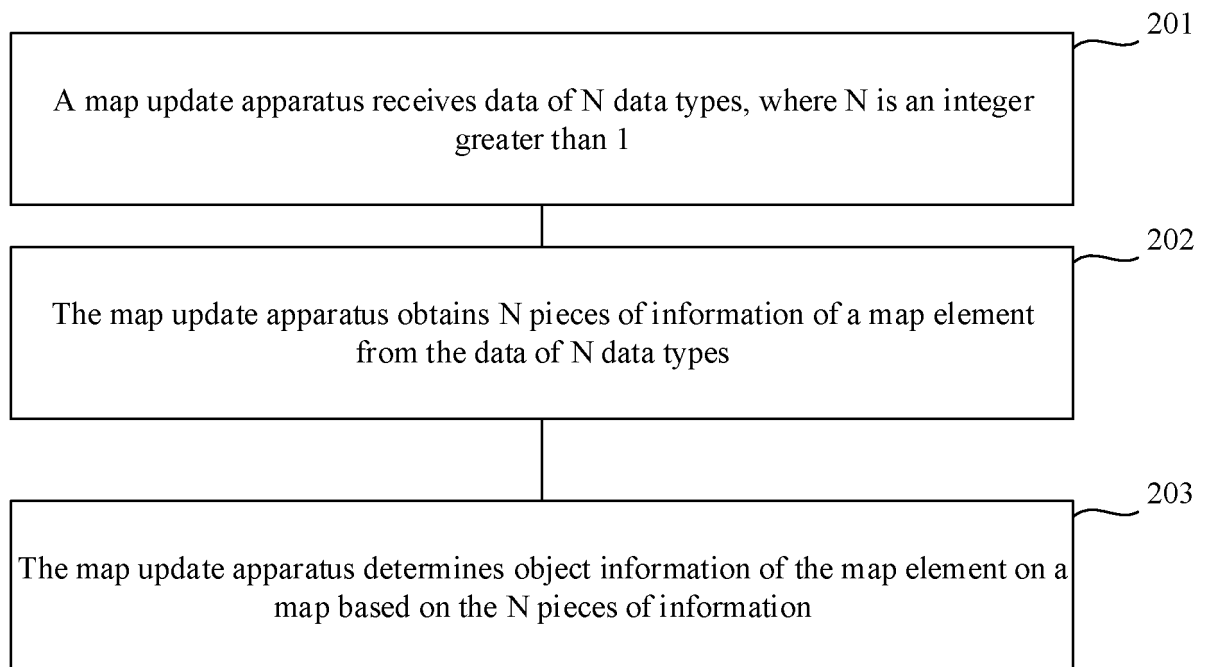 201
A map update apparatus receives data of N data types, where N is an integer
greater than 1
202
The map update apparatus obtains N pieces of information of a map element
from the data of N data types
203
The map update apparatus determines object information of the map element on a
map based on the N pieces of information